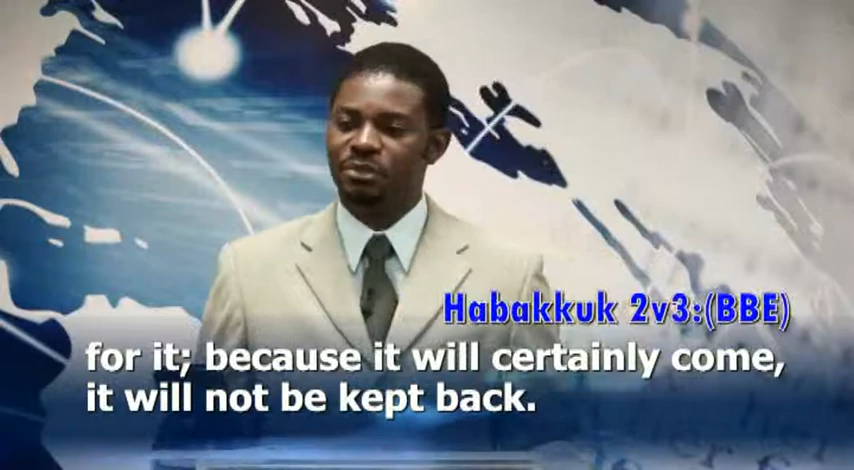 Habakkuk 2v3:(BBE)
for it; because it will certainly come,
it will not be kept back.